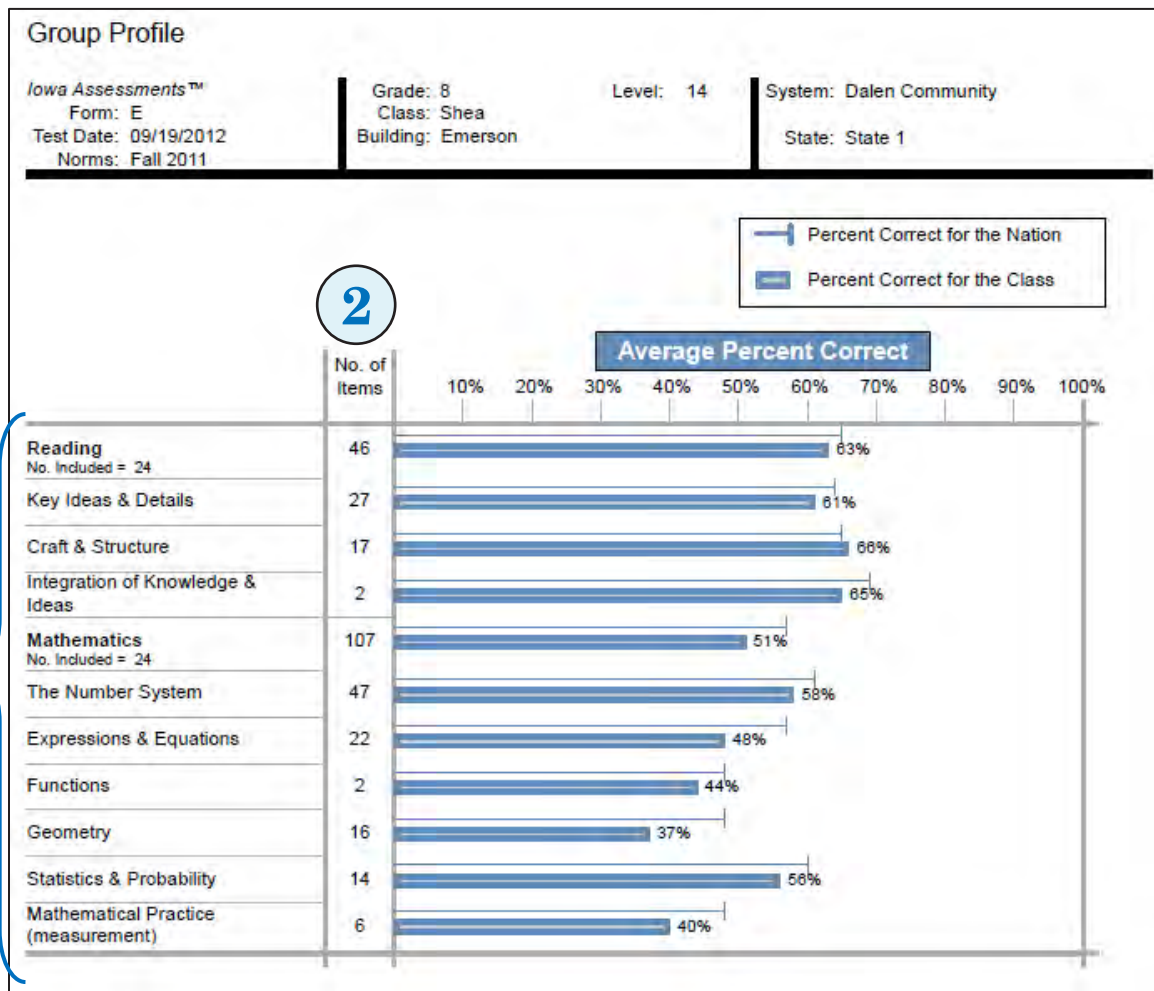 Group Profile
Iowa Assessments™
Form: E
Test Date: 09/19/2012
Norms: Fall 2011
Grade: 8
Class: Shea
Building: Emerson
Level: 14
System: Dalen Community
State: State 1
Percent Correct for the Nation
Percent Correct for the Class
2
Average Percent Correct
No. of
Items
10% 20% 30% 40% 50% 60% 70% 80% 90% 100%
Reading 46 63%
No. Included = 24
Key Ideas & Details 27 61%
Craft & Structure 17 66%
Integration of Knowledge &
Ideas 2 65%
Mathematics 107 51%
No. Included = 24
The Number System 47 58%
Expressions & Equations 22 48%
Functions 2 44%
Geometry 16 37%
Statistics & Probability 14 56%
Mathematical Practice
(measurement) 6 40%